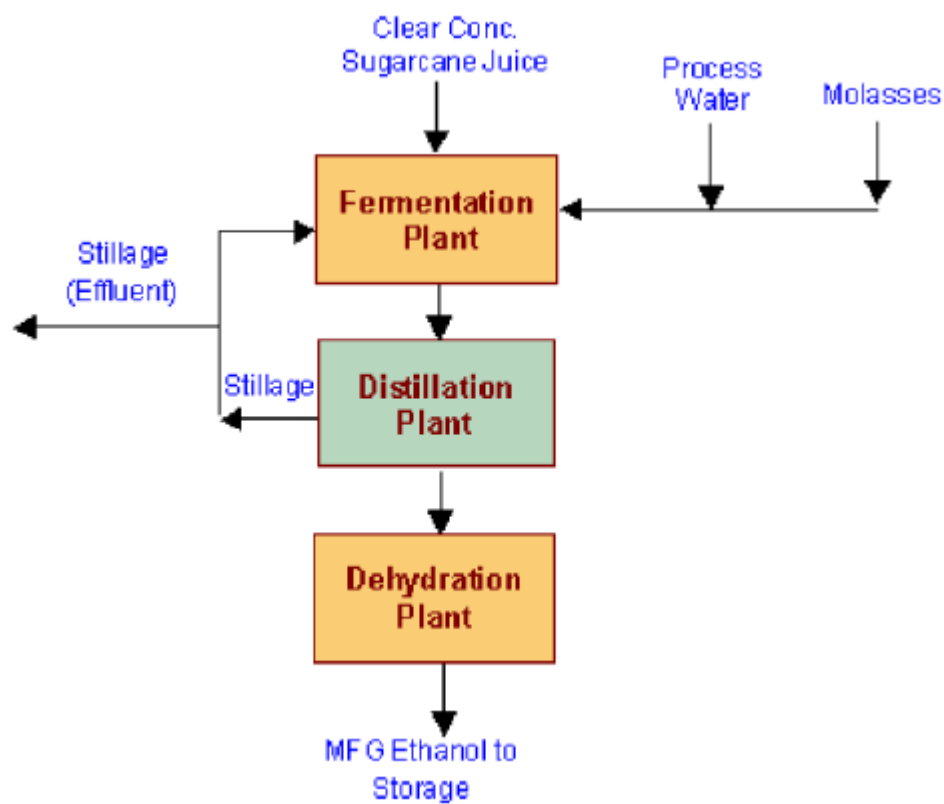 Clear Conc.
Sugarcane Juice
Process
Water
Molasses
Fermentation
Plant
Stillage
(Effluent)
Stillage
Distillation
Plant
Dehydration
Plant
MFG Ethanol to
Storage